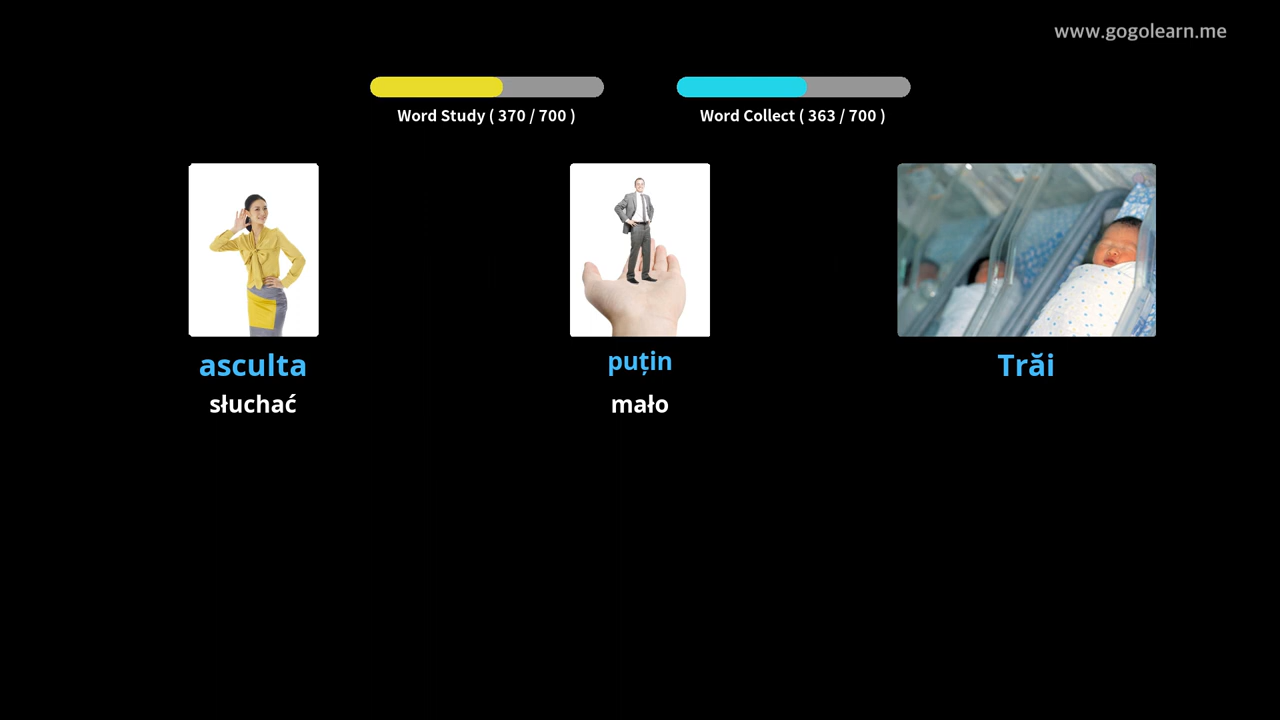 www.gogolearn.me
Word Study ( 370 / 700 )
Word Collect ( 363 / 700 )
asculta
puțin
Trăi
słuchać
mało